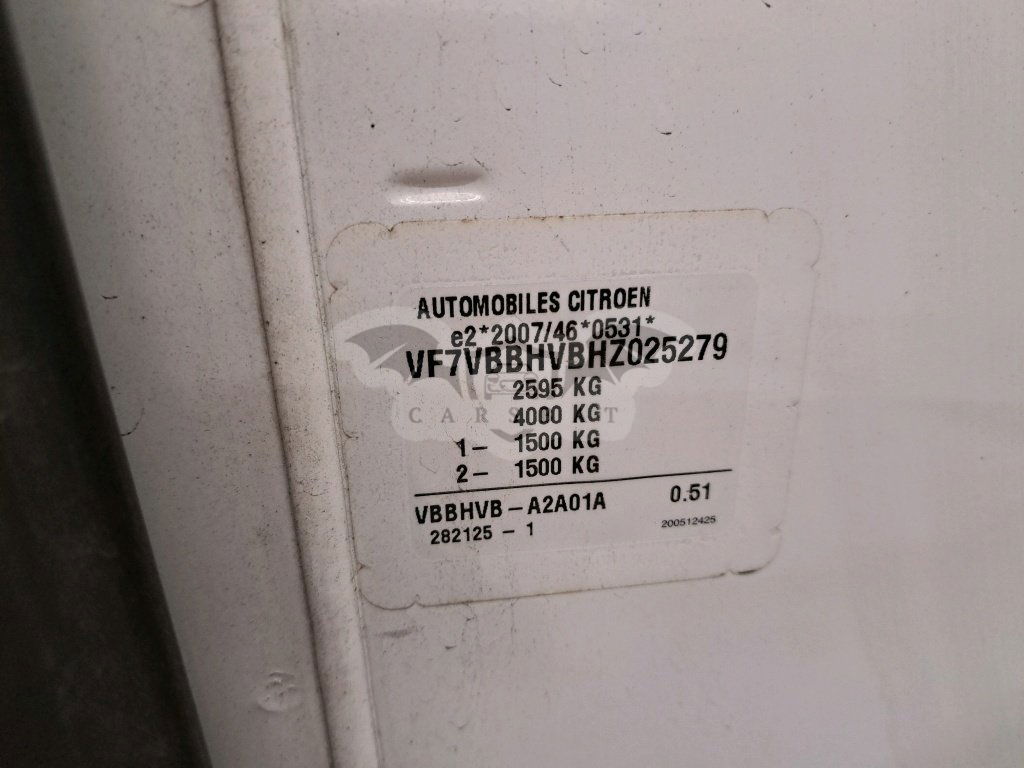 AUTOMOBILES CITROEN
e2*2007/46*0531*
VF7VBBHVBHZ025279
2595 KG
4000 KG
1- 1500 KG
2- 1500 KG
VBBHVB-A2A01A 0.51
282125-1 200512425